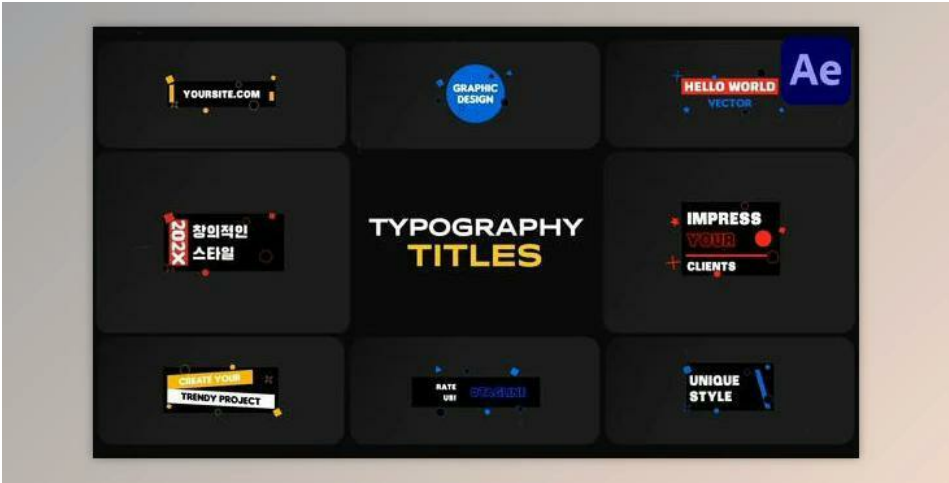 YOURSITE.COM
GRAPHIC
DESIGN
HELLO WORLD
VECTOR
Ae
202X
창의적인
스타일
TYPOGRAPHY
TITLES
IMPRESS
YOUR
CLIENTS
CREATE YOUR
TRENDY PROJECT
RATE
US!
#TAGLINE
UNIQUE
STYLE